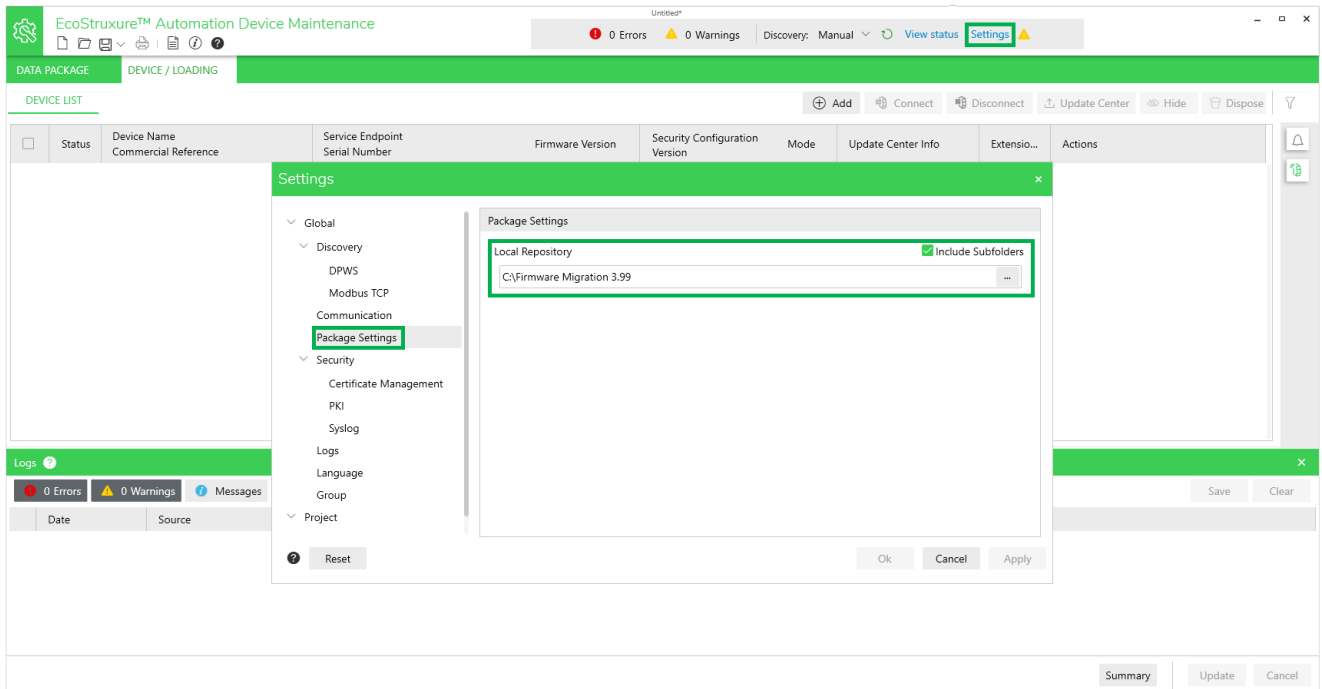 Untitled*
EcoStruxure™ Automation Device Maintenance
0 Errors 0 Warnings Discovery: Manual View status Settings
DATA PACKAGE DEVICE / LOADING
DEVICE LIST
Add Connect Disconnect Update Center Hide Dispose
Status Device Name Commercial Reference Service Endpoint Serial Number Firmware Version Security Configuration Version Mode Update Center Info Extensio... Actions
Settings
Global
Discovery
DPWS
Modbus TCP
Communication
Package Settings
Security
Certificate Management
PKI
Syslog
Logs
Language
Group
Project
Package Settings
Local Repository Include Subfolders
C:\Firmware Migration 3.99 ...
Reset Ok Cancel Apply
Logs
0 Errors 0 Warnings Messages Save Clear
Date Source
Summary Update Cancel